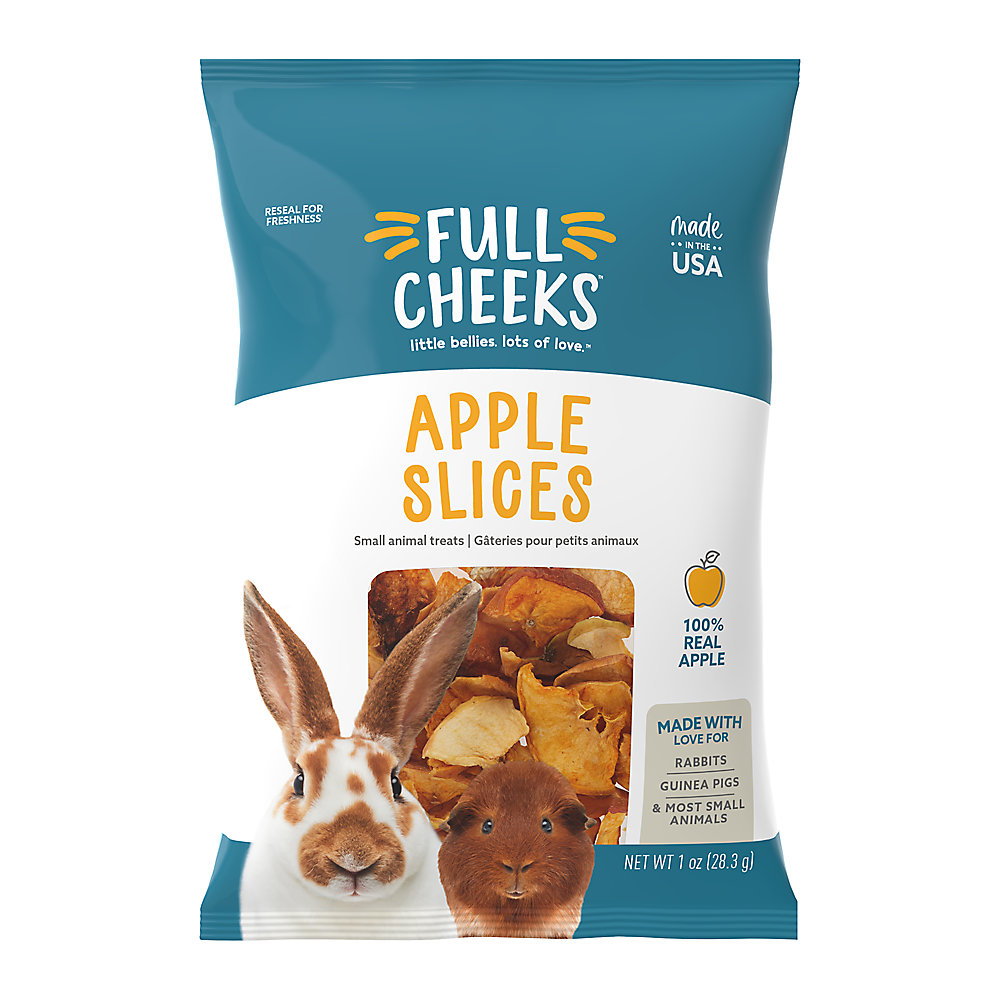 RESEAL FOR
FRESHNESS
FULL
CHEEKS™
little bellies. lots of love.™
made
IN THE
USA
APPLE
SLICES
Small animal treats | Gâteries pour petits animaux
100%
REAL
APPLE
MADE WITH
LOVE FOR
RABBITS
GUINEA PIGS
& MOST SMALL
ANIMALS
NET WT 1 oz (28.3 g)